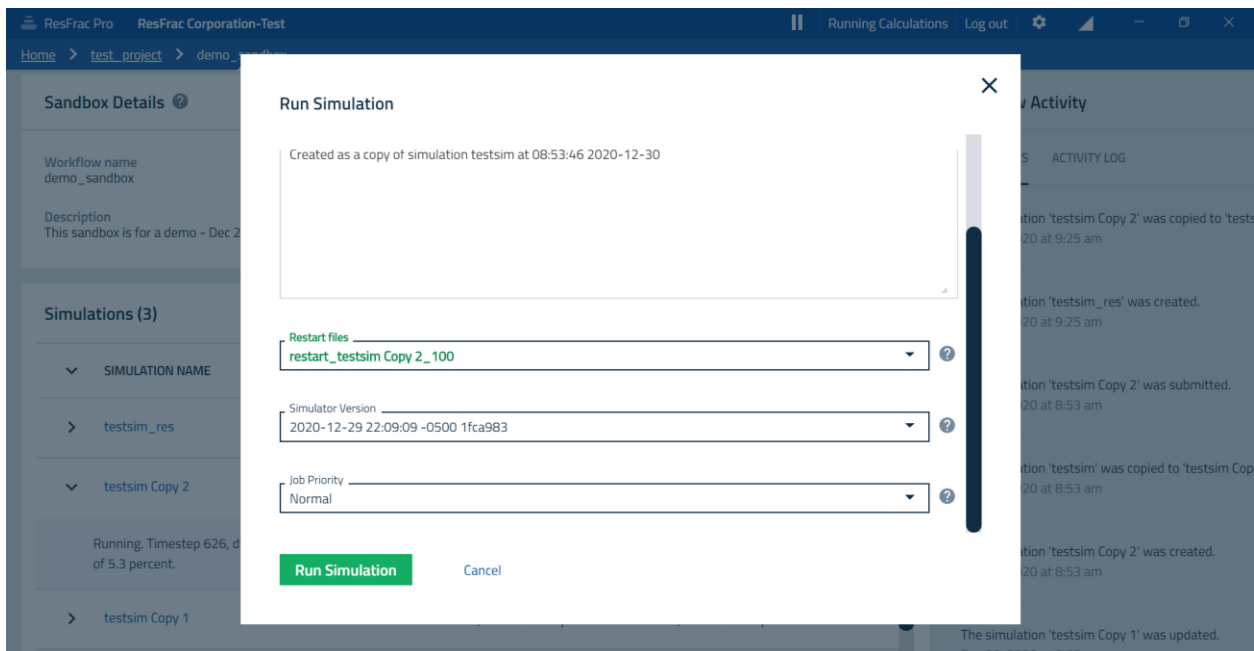 ResFrac Pro ResFrac Corporation-Test Running Calculations Log out
Home > test_project > demo_sandbox
Sandbox Details
Workflow name
demo_sandbox
Description
This sandbox is for a demo - Dec 2
Simulations (3)
SIMULATION NAME
testsim_res
testsim Copy 2
Running. Timestep 626, d
of 5.3 percent.
testsim Copy 1
Run Simulation
Created as a copy of simulation testsim at 08:53:46 2020-12-30
Restart files
restart_testsim Copy 2_100
Simulator Version
2020-12-29 22:09:09 -0500 1fca983
Job Priority
Normal
Run Simulation Cancel
Activity
ACTIVITY LOG
'testsim Copy 2' was copied to 'tests
20 at 9:25 am
'testsim_res' was created.
20 at 9:25 am
'testsim Copy 2' was submitted.
20 at 8:53 am
'testsim' was copied to 'testsim Cop
20 at 8:53 am
'testsim Copy 2' was created.
20 at 8:53 am
The simulation 'testsim Copy 1' was updated.